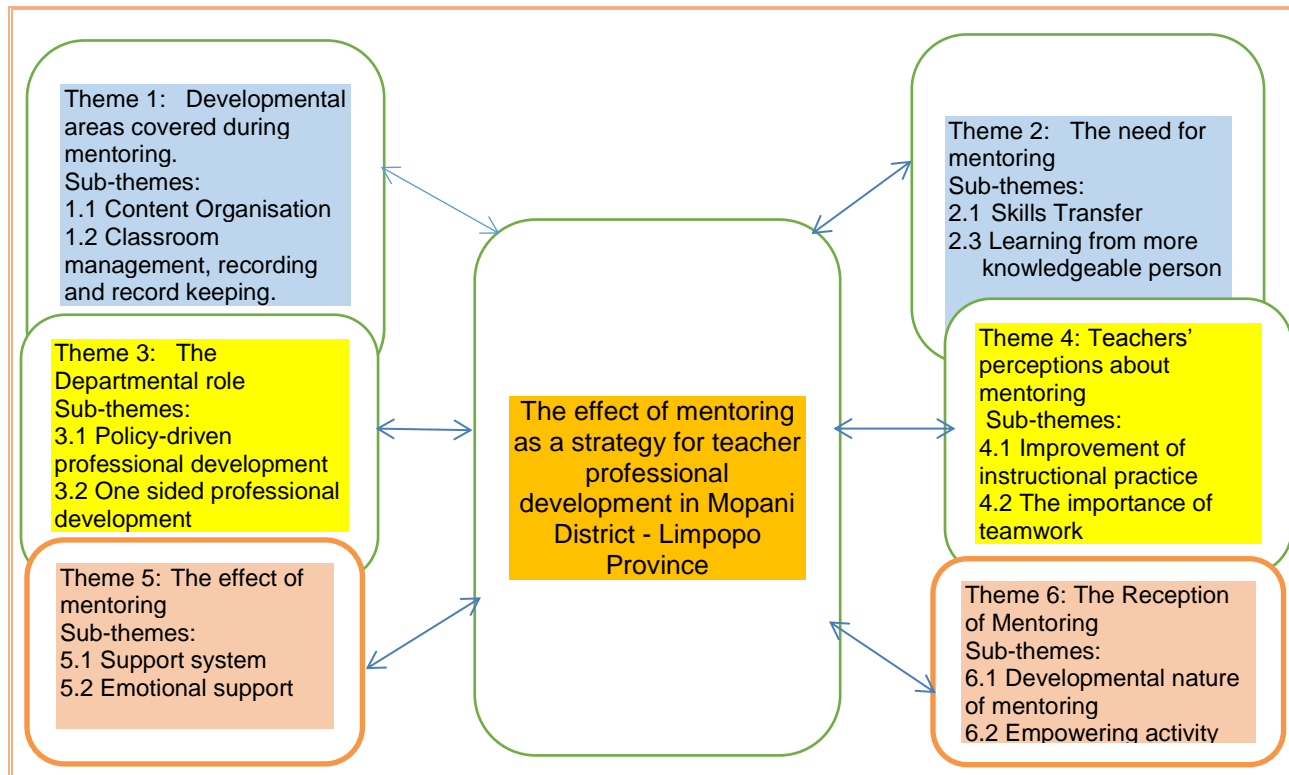 Theme 1:   Developmental
areas covered during
mentoring.
Sub-themes:
1.1 Content Organisation
1.2 Classroom
management, recording
and record keeping.
Theme 2:   The need for
mentoring
Sub-themes:
2.1 Skills Transfer
2.3 Learning from more
knowledgeable person
Theme 3:   The
Departmental role
Sub-themes:
3.1 Policy-driven
professional development
3.2 One sided professional
development
The effect of mentoring
as a strategy for teacher
professional
development in Mopani
District - Limpopo
Province
Theme 4: Teachers’
perceptions about
mentoring
Sub-themes:
4.1 Improvement of
instructional practice
4.2 The importance of
teamwork
Theme 5: The effect of
mentoring
Sub-themes:
5.1 Support system
5.2 Emotional support
Theme 6: The Reception
of Mentoring
Sub-themes:
6.1 Developmental nature
of mentoring
6.2 Empowering activity